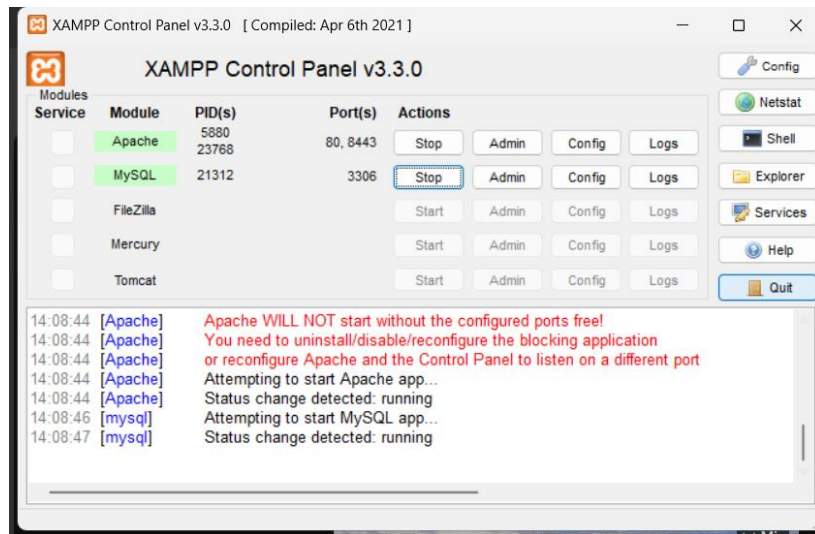 XAMPP Control Panel v3.3.0 [ Compiled: Apr 6th 2021 ]
XAMPP Control Panel v3.3.0
Config
Modules
Service Module PID(s) Port(s) Actions
Netstat
Apache 5880 23768 80, 8443 Stop Admin Config Logs
Shell
MySQL 21312 3306 Stop Admin Config Logs
Explorer
FileZilla Start Admin Config Logs
Services
Mercury Start Admin Config Logs
Help
Tomcat Start Admin Config Logs
Quit
14:08:44 [Apache] Apache WILL NOT start without the configured ports free!
14:08:44 [Apache] You need to uninstall/disable/reconfigure the blocking application
14:08:44 [Apache] or reconfigure Apache and the Control Panel to listen on a different port
14:08:44 [Apache] Attempting to start Apache app...
14:08:44 [Apache] Status change detected: running
14:08:46 [mysql] Attempting to start MySQL app...
14:08:47 [mysql] Status change detected: running